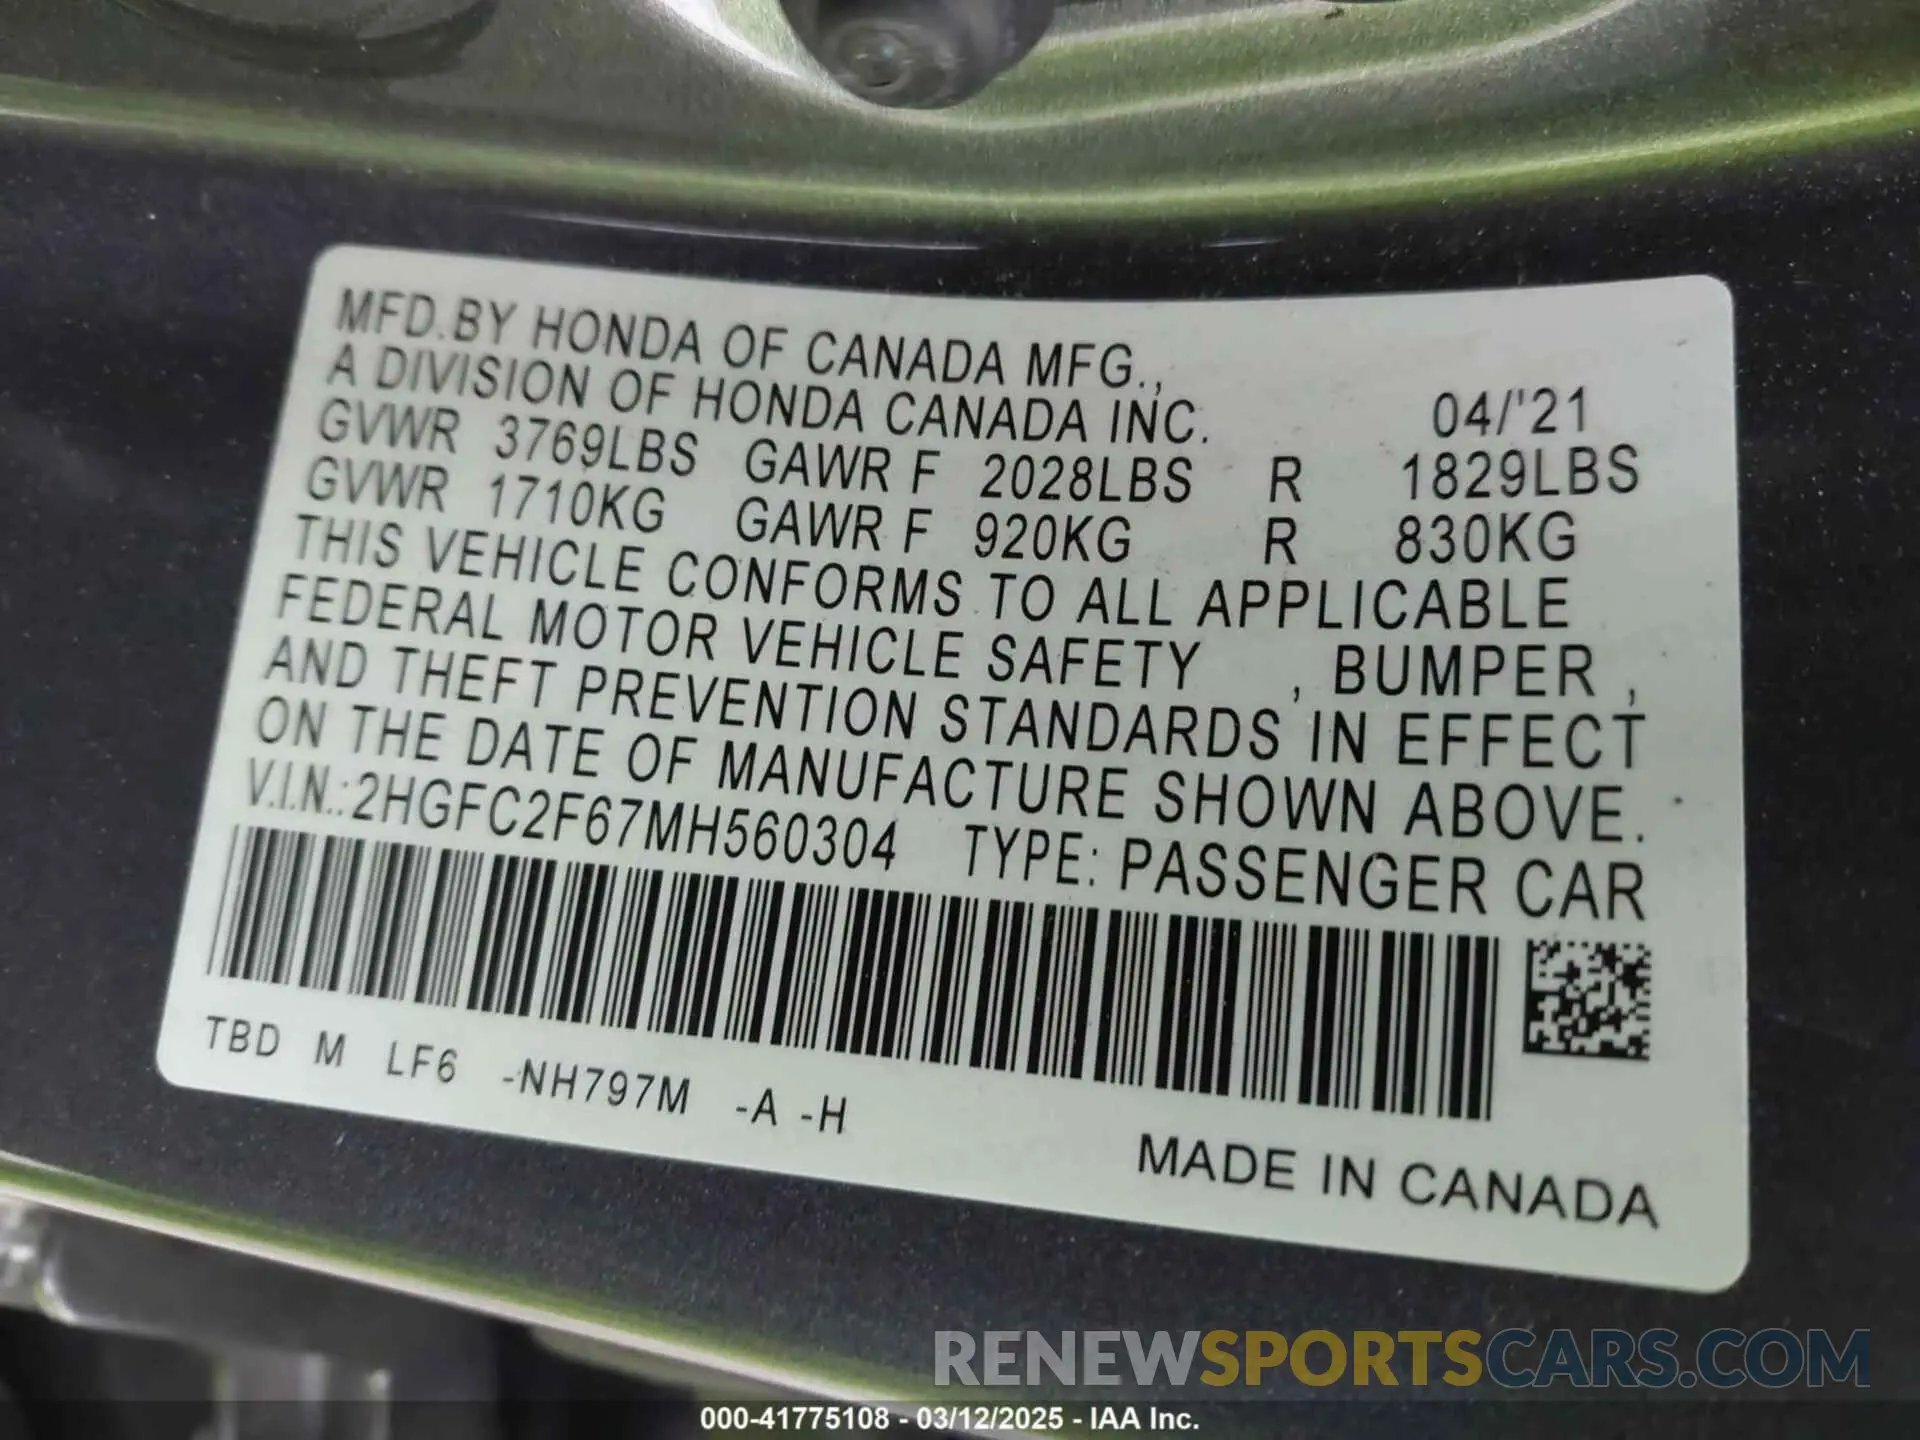 MFD.BY HONDA OF CANADA MFG.,
A DIVISION OF HONDA CANADA INC. 04/'21
GVWR 3769LBS GAWR F 2028LBS R 1829LBS
GVWR 1710KG GAWR F 920KG R 830KG
THIS VEHICLE CONFORMS TO ALL APPLICABLE
FEDERAL MOTOR VEHICLE SAFETY , BUMPER ,
AND THEFT PREVENTION STANDARDS IN EFFECT
ON THE DATE OF MANUFACTURE SHOWN ABOVE.
V.I.N.:2HGFC2F67MH560304 TYPE: PASSENGER CAR
TBD M LF6 -NH797M -A -H
MADE IN CANADA
RENEWSPORTSCARS.COM
000-41775108 - 03/12/2025 - IAA Inc.